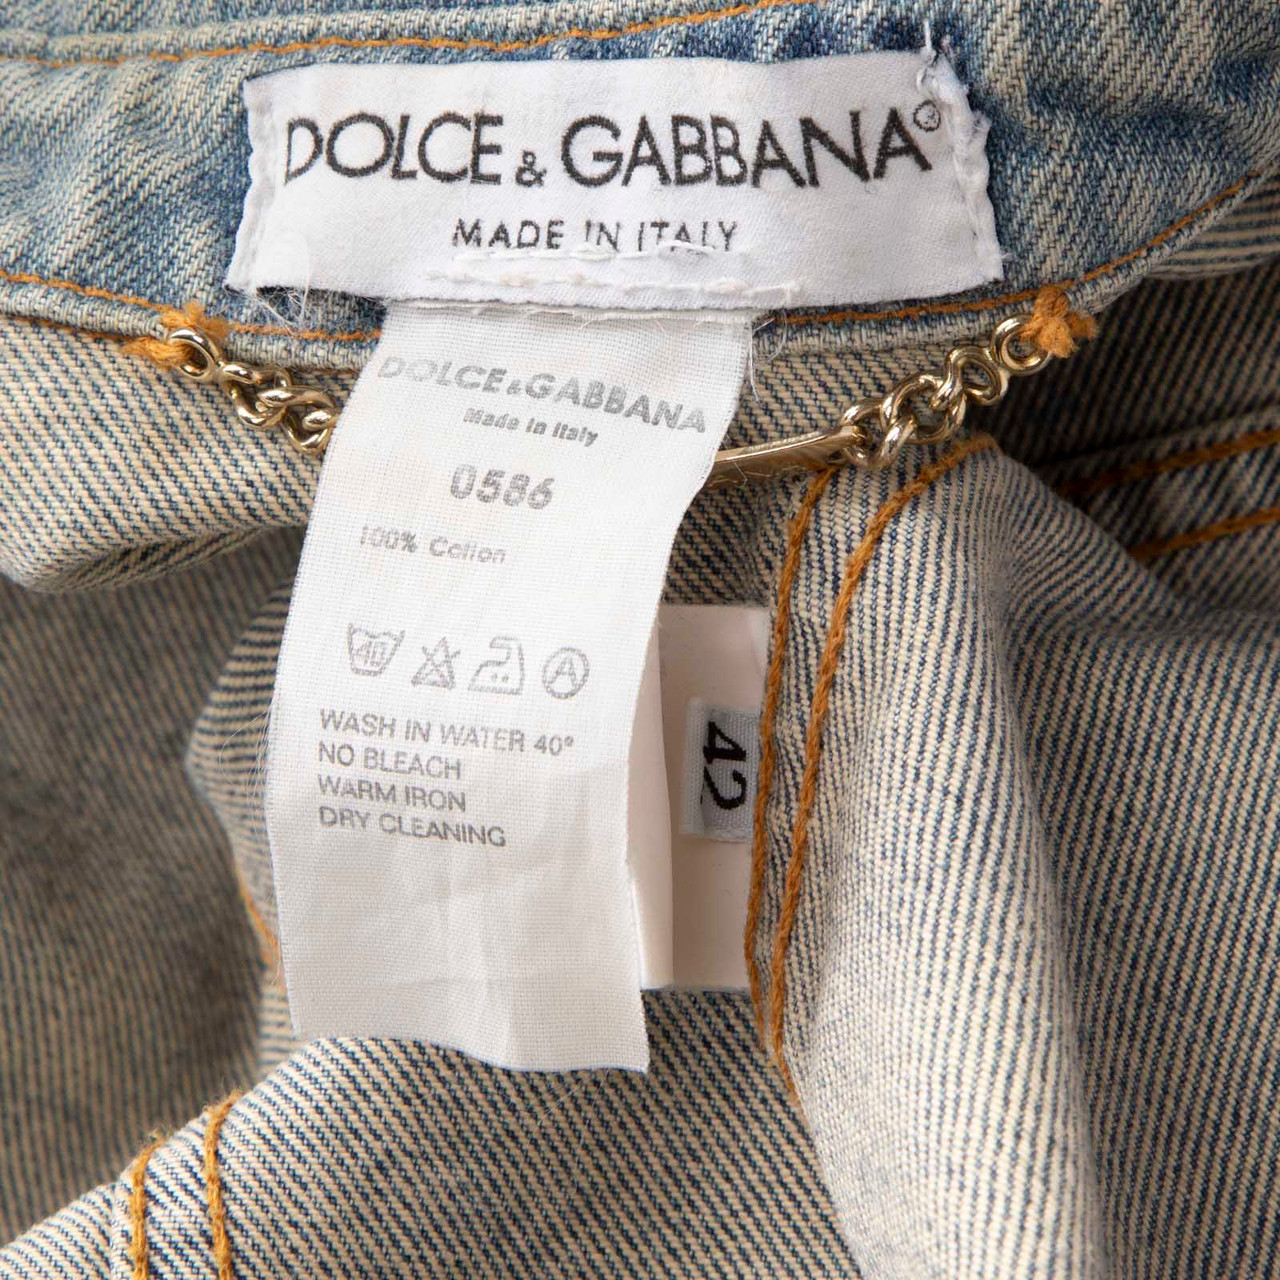 DOLCE & GABBANA®
MADE IN ITALY
DOLCE & GABBANA
Made in Italy
0586
100% Cotton
40 A
WASH IN WATER 40°
NO BLEACH
WARM IRON
DRY CLEANING
42